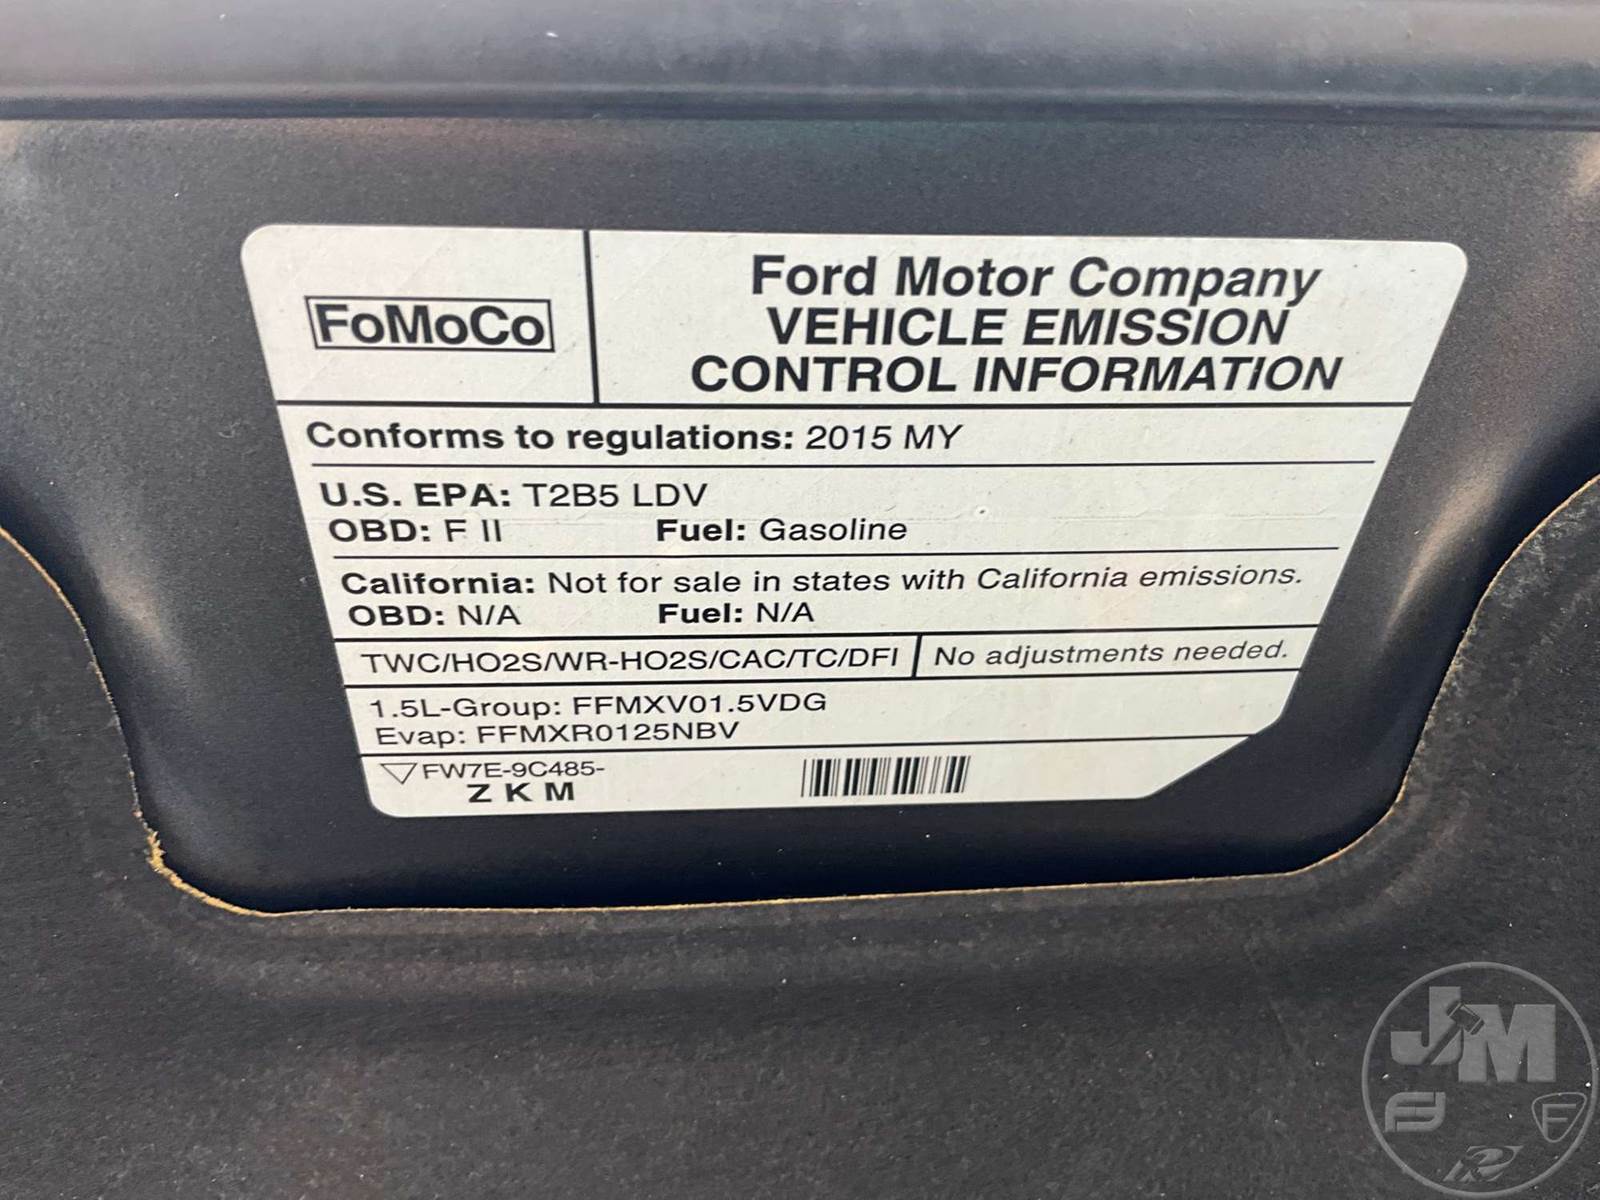 FoMoCo
Ford Motor Company
VEHICLE EMISSION
CONTROL INFORMATION
Conforms to regulations: 2015 MY
U.S. EPA: T2B5 LDV
OBD: F II Fuel: Gasoline
California: Not for sale in states with California emissions.
OBD: N/A Fuel: N/A
TWC/HO2S/WR-HO2S/CAC/TC/DFI No adjustments needed.
1.5L-Group: FFMXV01.5VDG
Evap: FFMXR0125NBV
FW7E-9C485-
Z K M
JM